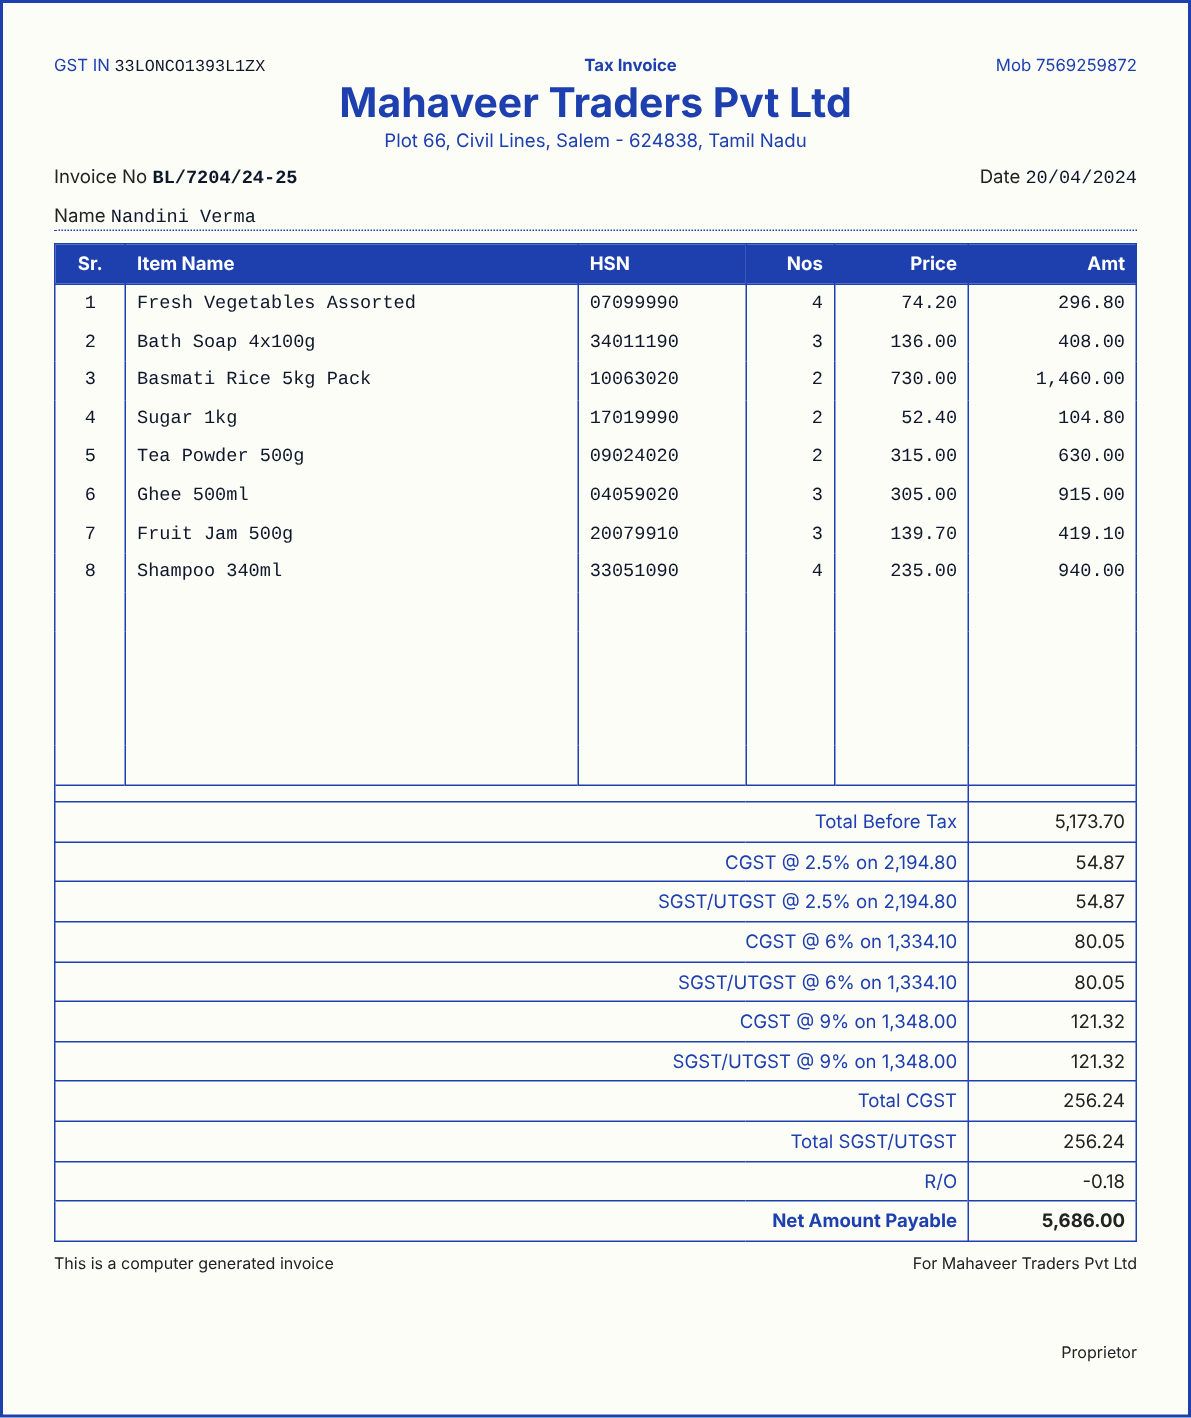 GST IN 33LONCO1393L1ZX Tax Invoice Mob 7569259872
Mahaveer Traders Pvt Ltd
Plot 66, Civil Lines, Salem - 624838, Tamil Nadu
Invoice No BL/7204/24-25 Date 20/04/2024
Name Nandini Verma
Sr. Item Name HSN Nos Price Amt
1 Fresh Vegetables Assorted 07099990 4 74.20 296.80
2 Bath Soap 4x100g 34011190 3 136.00 408.00
3 Basmati Rice 5kg Pack 10063020 2 730.00 1,460.00
4 Sugar 1kg 17019990 2 52.40 104.80
5 Tea Powder 500g 09024020 2 315.00 630.00
6 Ghee 500ml 04059020 3 305.00 915.00
7 Fruit Jam 500g 20079910 3 139.70 419.10
8 Shampoo 340ml 33051090 4 235.00 940.00
Total Before Tax 5,173.70
CGST @ 2.5% on 2,194.80 54.87
SGST/UTGST @ 2.5% on 2,194.80 54.87
CGST @ 6% on 1,334.10 80.05
SGST/UTGST @ 6% on 1,334.10 80.05
CGST @ 9% on 1,348.00 121.32
SGST/UTGST @ 9% on 1,348.00 121.32
Total CGST 256.24
Total SGST/UTGST 256.24
R/O -0.18
Net Amount Payable 5,686.00
This is a computer generated invoice For Mahaveer Traders Pvt Ltd
Proprietor